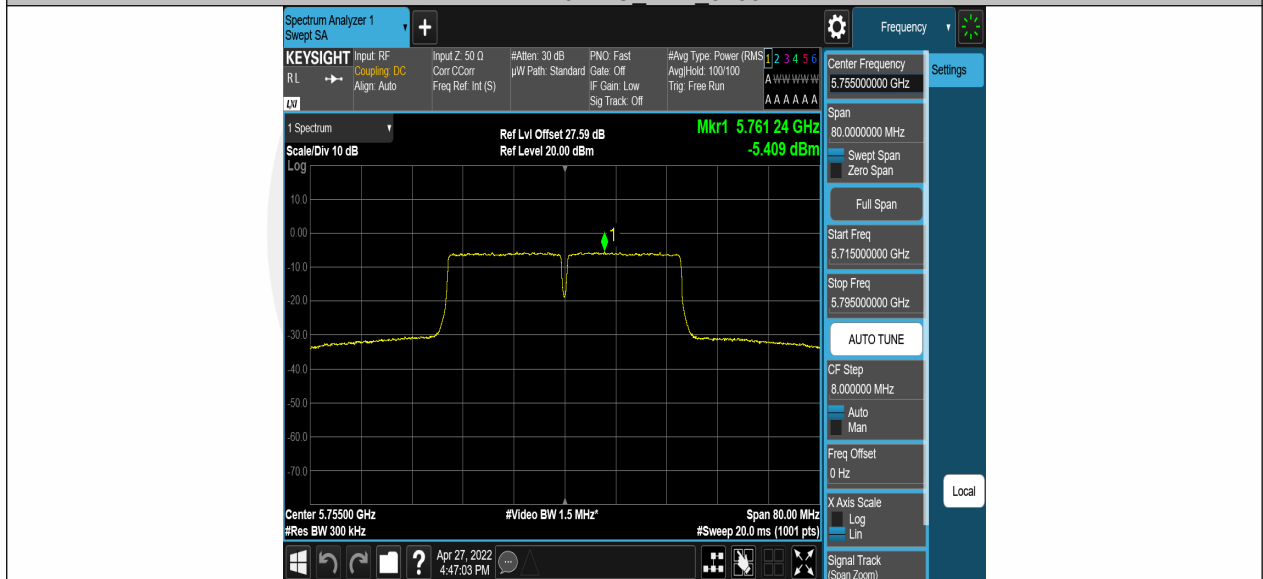 Spectrum Analyzer 1
Swept SA
+
Frequency
KEYSIGHT
RL
LXI
Input: RF
Coupling: DC
Align: Auto
Input Z: 50 Ω
Corr CCorr
Freq Ref: Int (S)
#Atten: 30 dB
µW Path: Standard
PNO: Fast
Gate: Off
IF Gain: Low
Sig Track: Off
#Avg Type: Power (RMS
Avg|Hold: 100/100
Trig: Free Run
1 2 3 4 5 6
A W W W W W
A A A A A A
1 Spectrum
Scale/Div 10 dB
Log
Ref Lvl Offset 27.59 dB
Ref Level 20.00 dBm
Mkr1 5.761 24 GHz
-5.409 dBm
10.0
0.00
-10.0
-20.0
-30.0
-40.0
-50.0
-60.0
-70.0
1
Center 5.75500 GHz
#Res BW 300 kHz
#Video BW 1.5 MHz*
Span 80.00 MHz
#Sweep 20.0 ms (1001 pts)
?
Apr 27, 2022
4:47:03 PM
Center Frequency
5.755000000 GHz
Settings
Span
80.0000000 MHz
Swept Span
Zero Span
Full Span
Start Freq
5.715000000 GHz
Stop Freq
5.795000000 GHz
AUTO TUNE
CF Step
8.000000 MHz
Auto
Man
Freq Offset
0 Hz
Local
X Axis Scale
Log
Lin
Signal Track
(Span Zoom)